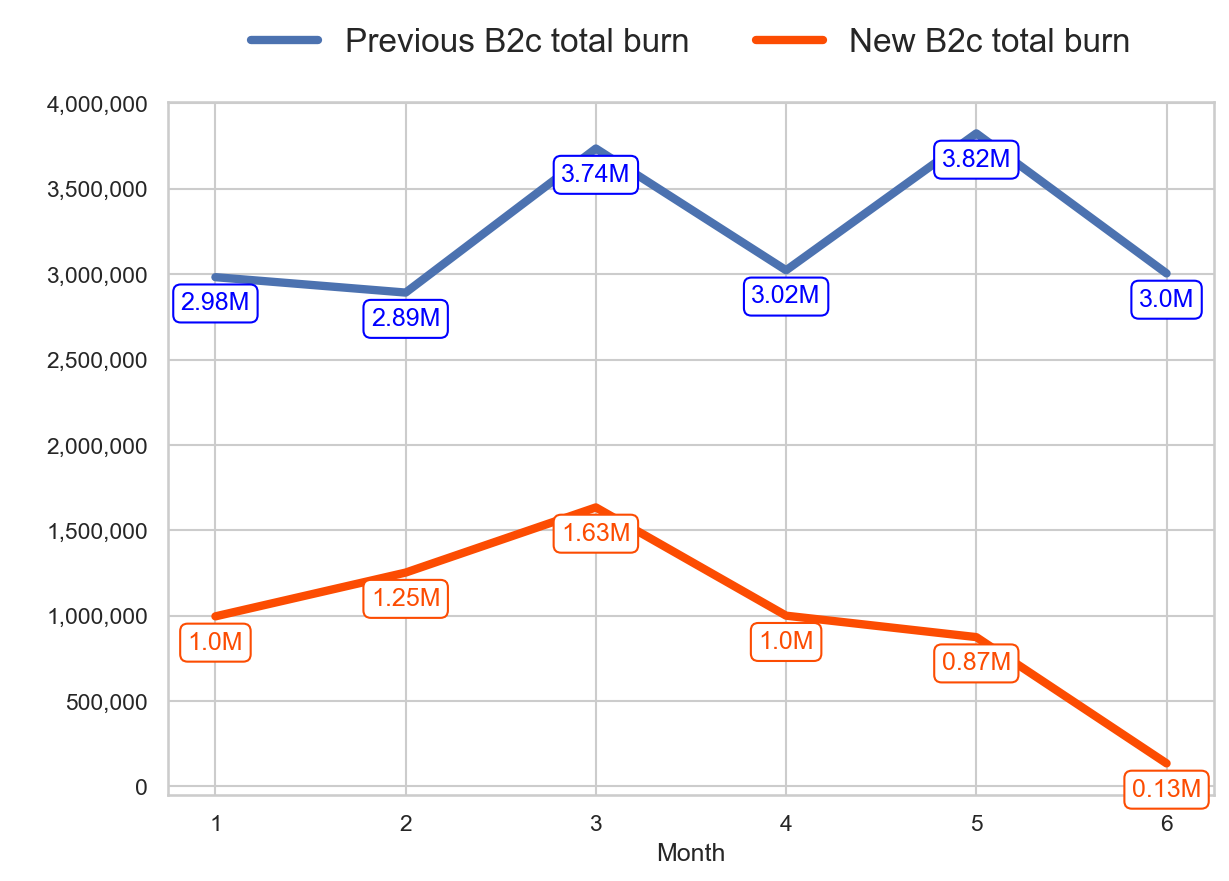 Previous B2c total burn New B2c total burn
4,000,000
3,500,000
3,000,000
2,500,000
2,000,000
1,500,000
1,000,000
500,000
0
3.74M
3.82M
2.98M
2.89M
3.02M
3.0M
1.63M
1.25M
1.0M
1.0M
0.87M
0.13M
1 2 3 4 5 6
Month